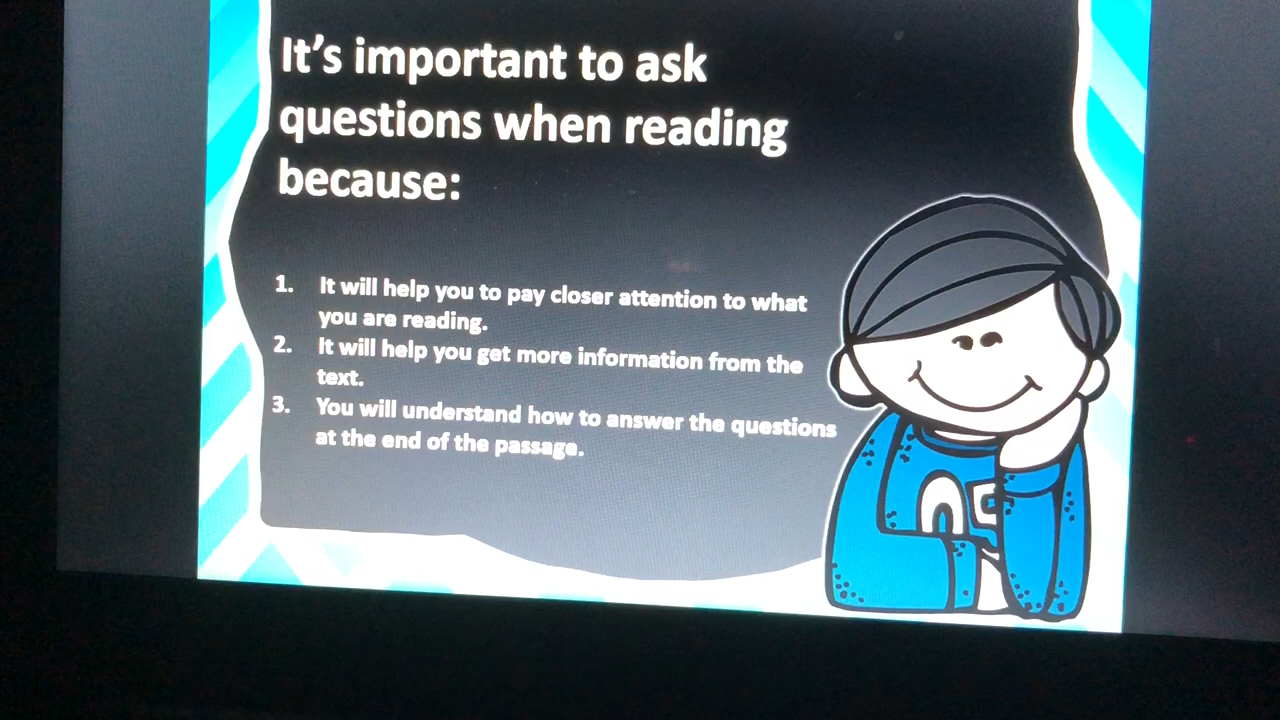 It's important to ask
questions when reading
because:
1. It will help you to pay closer attention to what
you are reading.
2. It will help you get more information from the
text.
3. You will understand how to answer the questions
at the end of the passage.